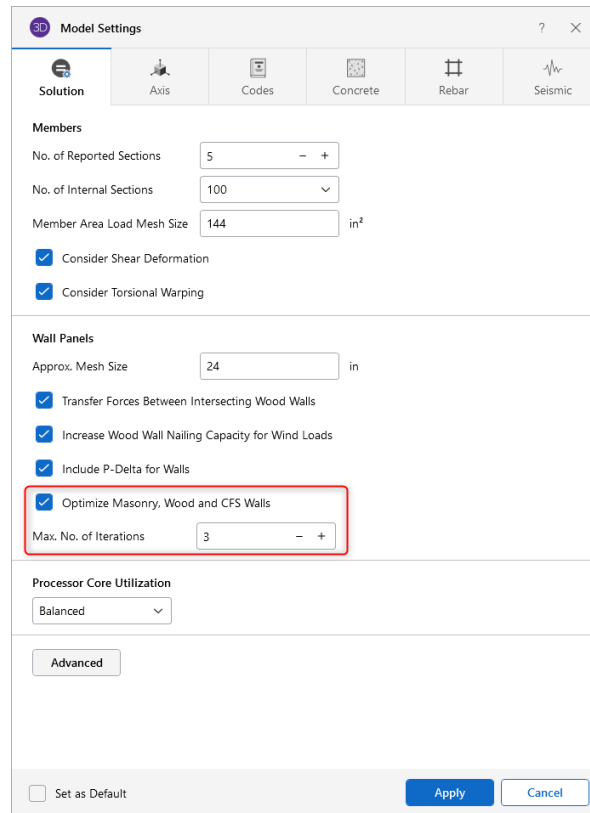 3D Model Settings ? ×
Solution Axis Codes Concrete Rebar Seismic
Members
No. of Reported Sections 5 − +
No. of Internal Sections 100
Member Area Load Mesh Size 144 in²
Consider Shear Deformation
Consider Torsional Warping
Wall Panels
Approx. Mesh Size 24 in
Transfer Forces Between Intersecting Wood Walls
Increase Wood Wall Nailing Capacity for Wind Loads
Include P-Delta for Walls
Optimize Masonry, Wood and CFS Walls
Max. No. of Iterations 3 − +
Processor Core Utilization
Balanced
Advanced
Set as Default Apply Cancel